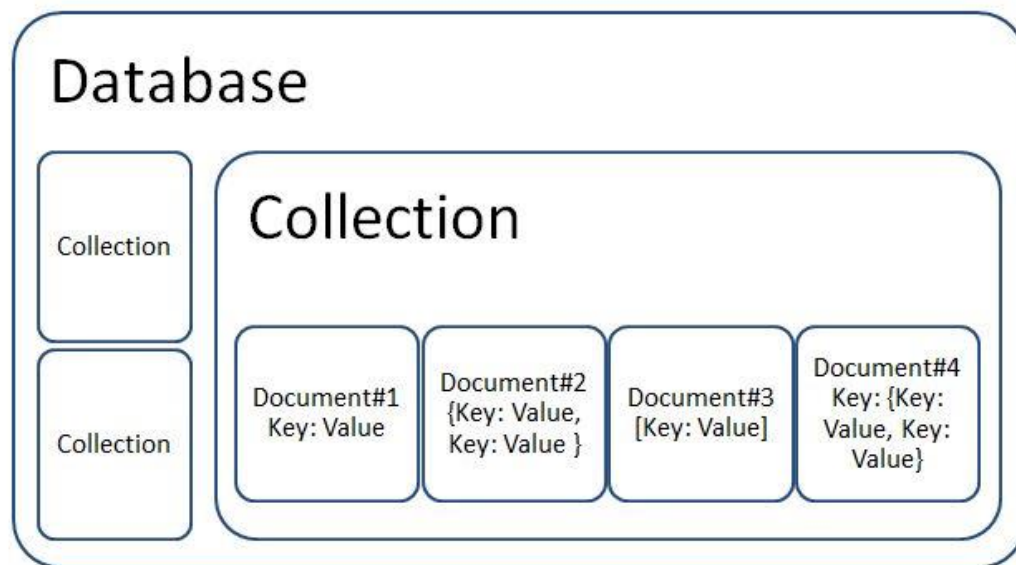 Database
Collection
Collection
Collection
Document#1
Key: Value
Document#2
{Key: Value,
Key: Value }
Document#3
[Key: Value]
Document#4
Key: {Key:
Value, Key:
Value}